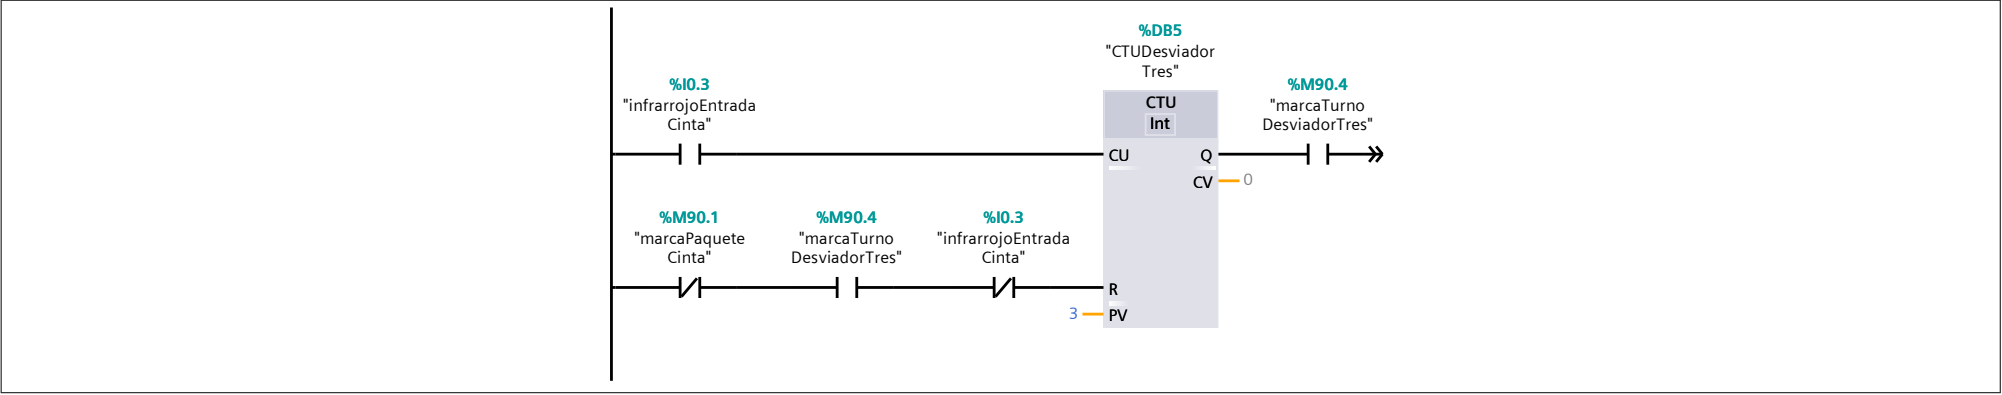 %DB5
"CTUDesviador
Tres"
%I0.3
"infrarrojoEntrada
Cinta"
CTU
Int
%M90.4
"marcaTurno
DesviadorTres"
CU
Q
CV
0
%M90.1
"marcaPaquete
Cinta"
%M90.4
"marcaTurno
DesviadorTres"
%I0.3
"infrarrojoEntrada
Cinta"
R
3
PV